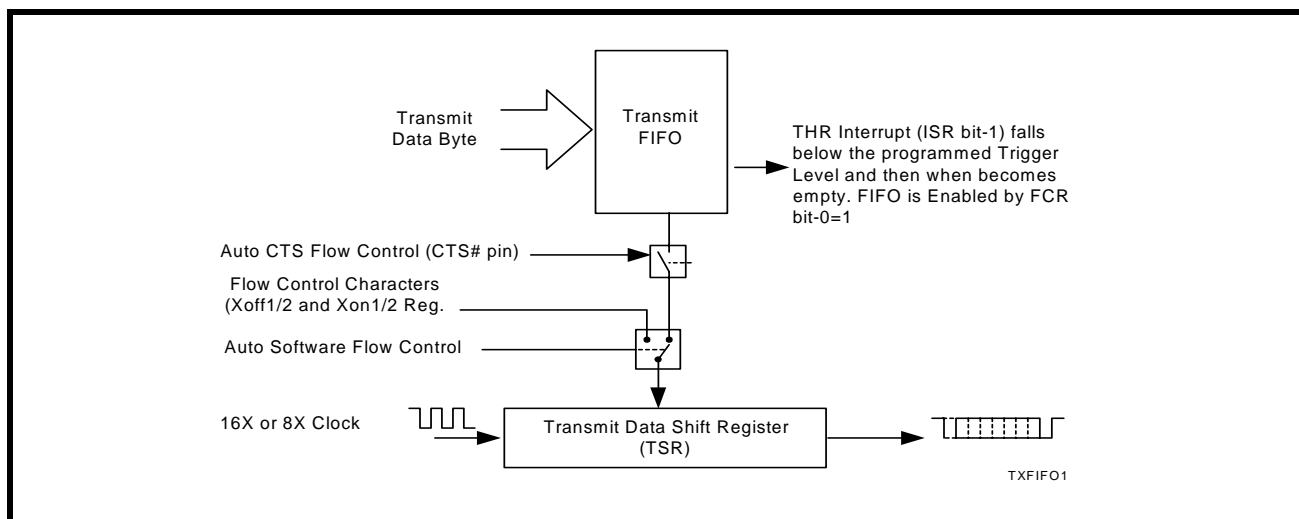 Transmit
Data Byte
Transmit
FIFO
THR Interrupt (ISR bit-1) falls
below the programmed Trigger
Level and then when becomes
empty. FIFO is Enabled by FCR
bit-0=1
Auto CTS Flow Control (CTS# pin)
Flow Control Characters
(Xoff1/2 and Xon1/2 Reg.
Auto Software Flow Control
16X or 8X Clock
Transmit Data Shift Register
(TSR)
TXFIFO1